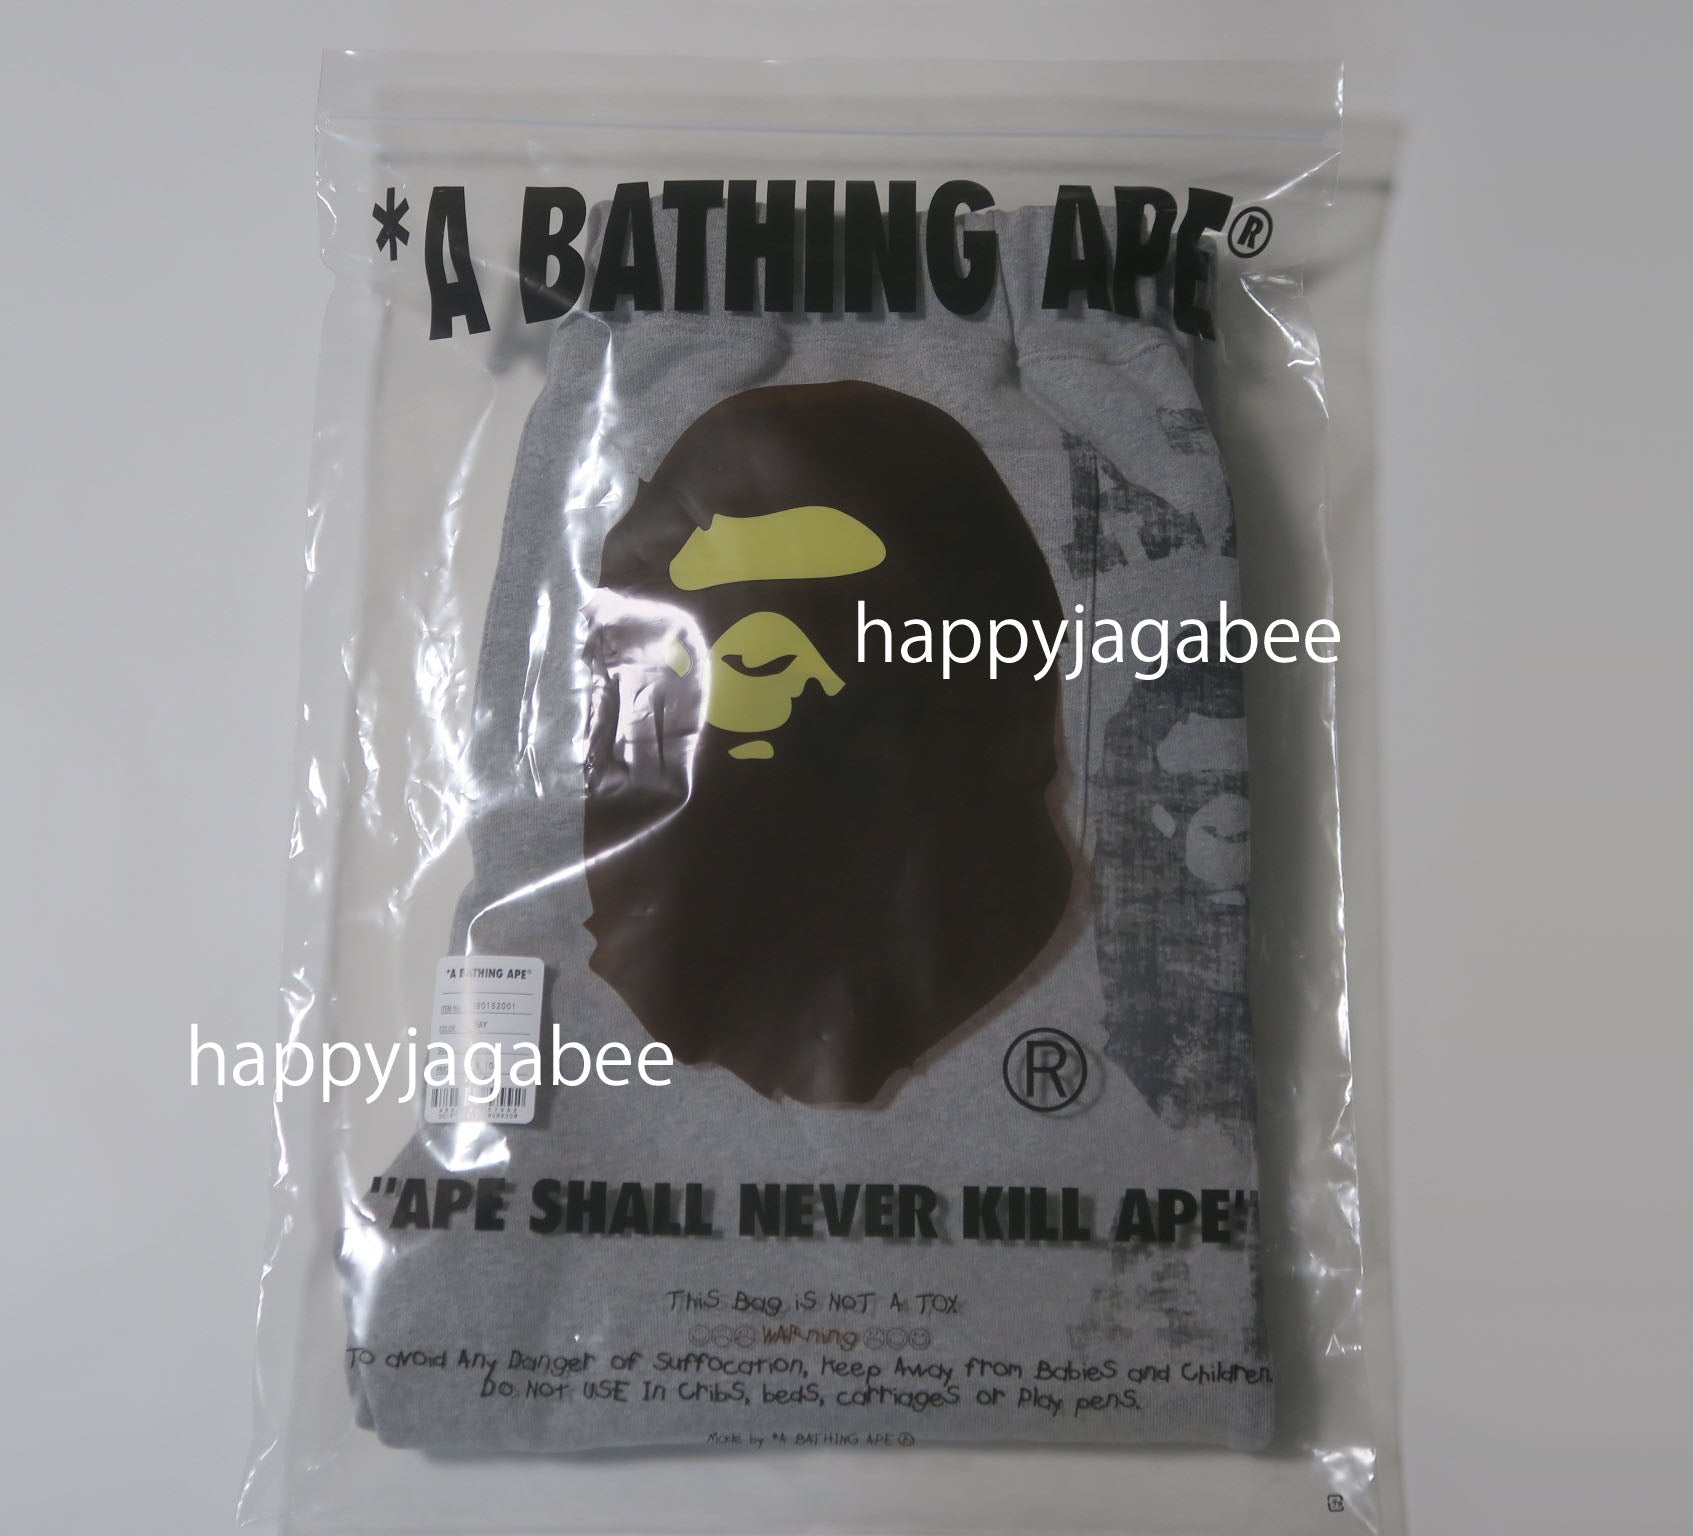 *A BATHING APE®
happyjagabee
*A BATHING APE®
happyjagabee
®
"APE SHALL NEVER KILL APE"
THiS Bag iS NOT A TOY.
WARning
To avoid Any Danger of Suffocation, Keep Away from Babies and Children.
Do Not USE In CribS, bedS, carriageS or Play penS.
Made by *A BATHING APE®